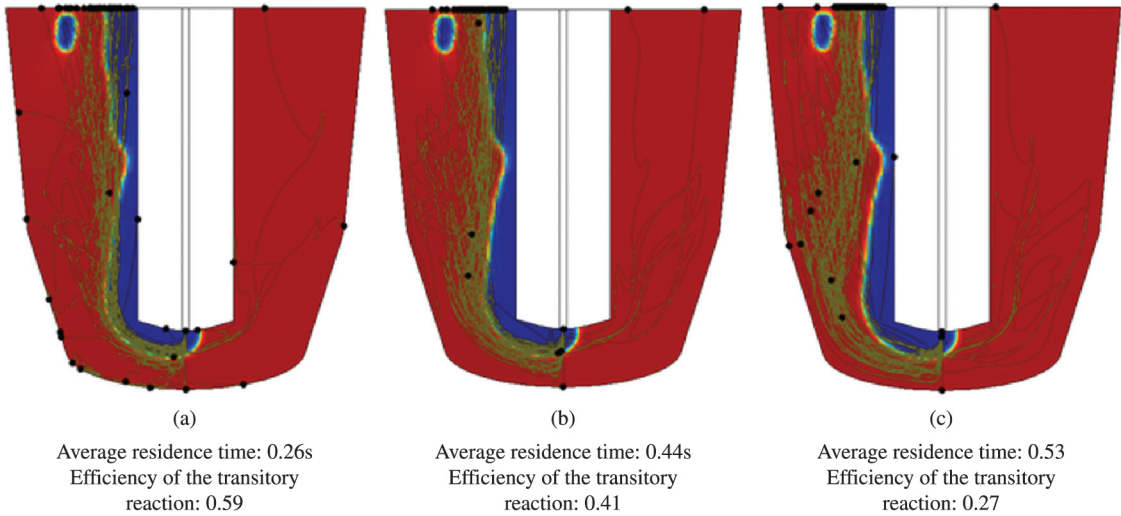 (a)
Average residence time: 0.26s
Efficiency of the transitory
reaction: 0.59
(b)
Average residence time: 0.44s
Efficiency of the transitory
reaction: 0.41
(c)
Average residence time: 0.53
Efficiency of the transitory
reaction: 0.27